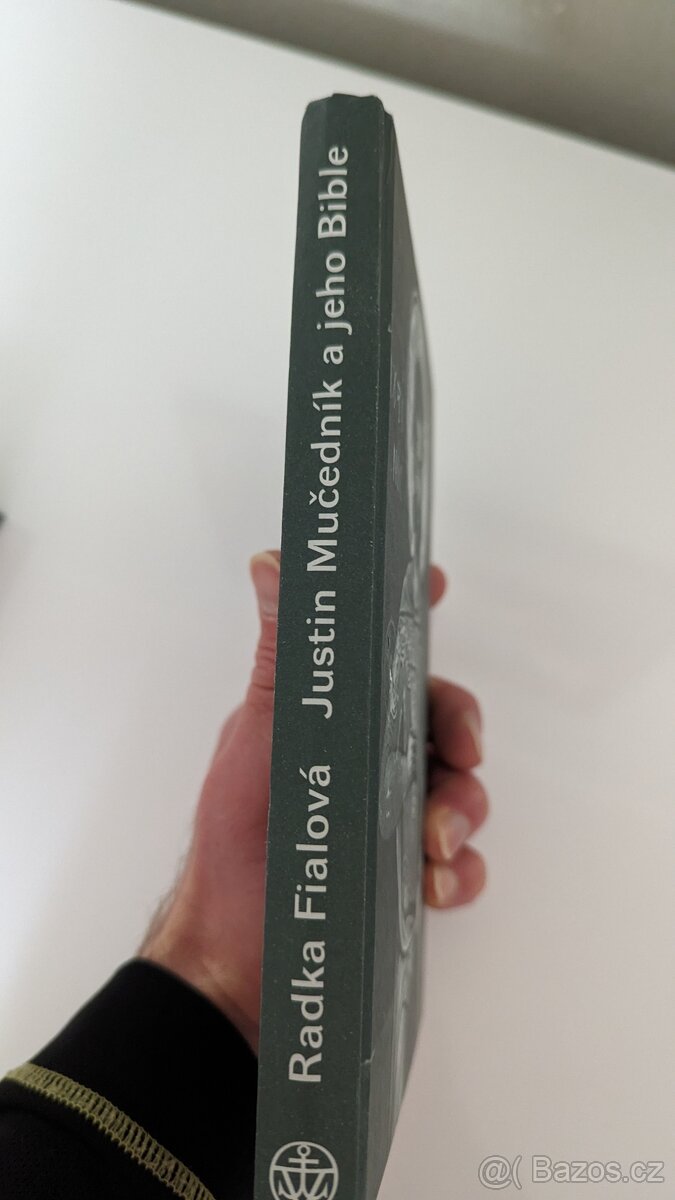 Radka Fialová Justin Mučedník a jeho Bible
@( Bazos.cz